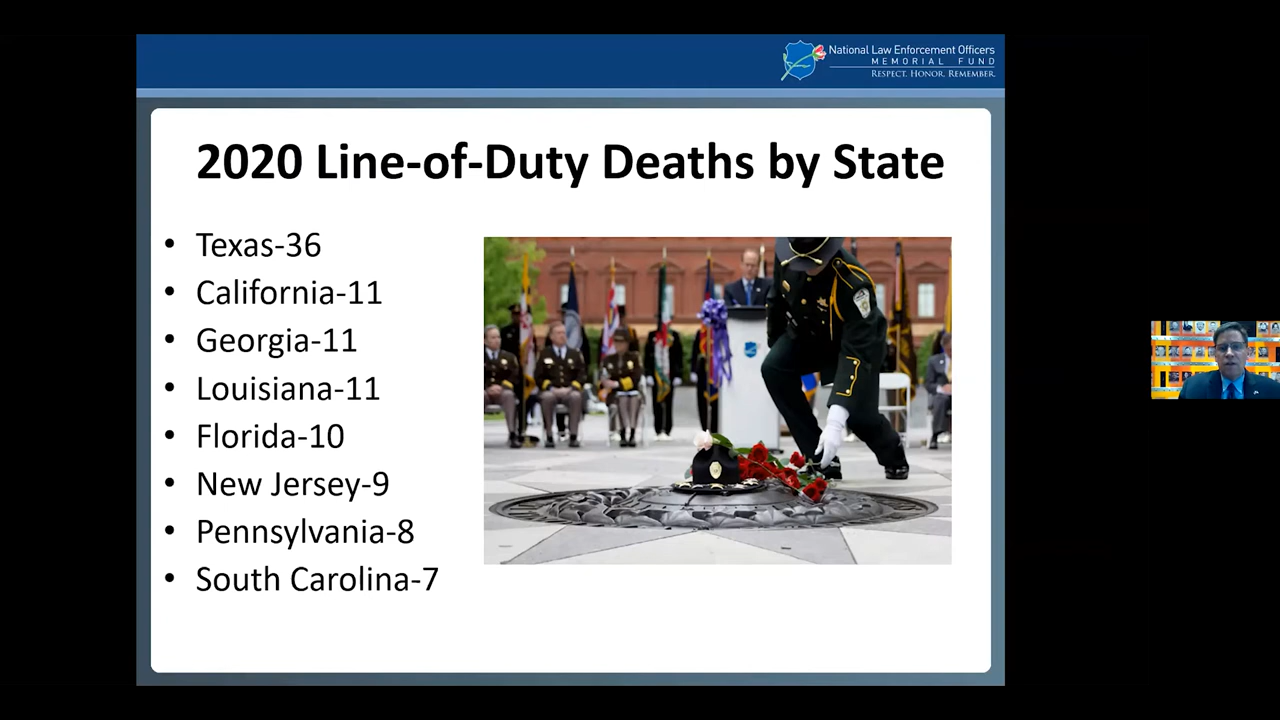 National Law Enforcement Officers
MEMORIAL FUND
RESPECT. HONOR. REMEMBER.
2020 Line-of-Duty Deaths by State
• Texas-36
• California-11
• Georgia-11
• Louisiana-11
• Florida-10
• New Jersey-9
• Pennsylvania-8
• South Carolina-7